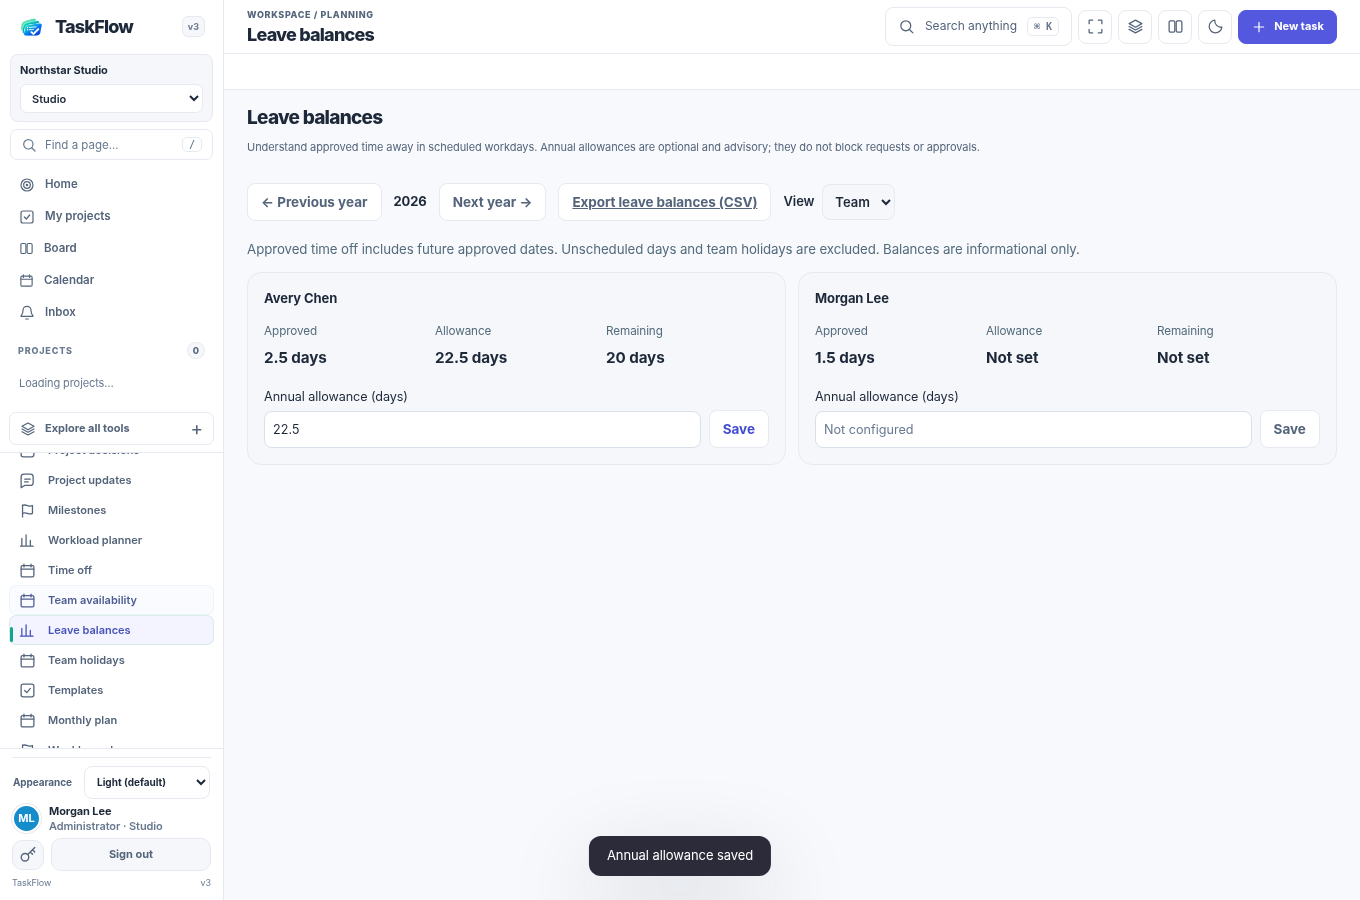 TaskFlow
v3
Northstar Studio
Studio
Find a page...
/
Home
My projects
Board
Calendar
Inbox
PROJECTS
0
Loading projects...
Explore all tools
+
Project decisions
Project updates
Milestones
Workload planner
Time off
Team availability
Leave balances
Team holidays
Templates
Monthly plan
Appearance
Light (default)
ML
Morgan Lee
Administrator · Studio
Sign out
TaskFlow
v3
WORKSPACE / PLANNING
Leave balances
Search anything
⌘ K
New task
Leave balances
Understand approved time away in scheduled workdays. Annual allowances are optional and advisory; they do not block requests or approvals.
← Previous year
2026
Next year →
Export leave balances (CSV)
View
Team
Approved time off includes future approved dates. Unscheduled days and team holidays are excluded. Balances are informational only.
Avery Chen
Approved
Allowance
Remaining
2.5 days
22.5 days
20 days
Annual allowance (days)
22.5
Save
Morgan Lee
Approved
Allowance
Remaining
1.5 days
Not set
Not set
Annual allowance (days)
Not configured
Save
Annual allowance saved